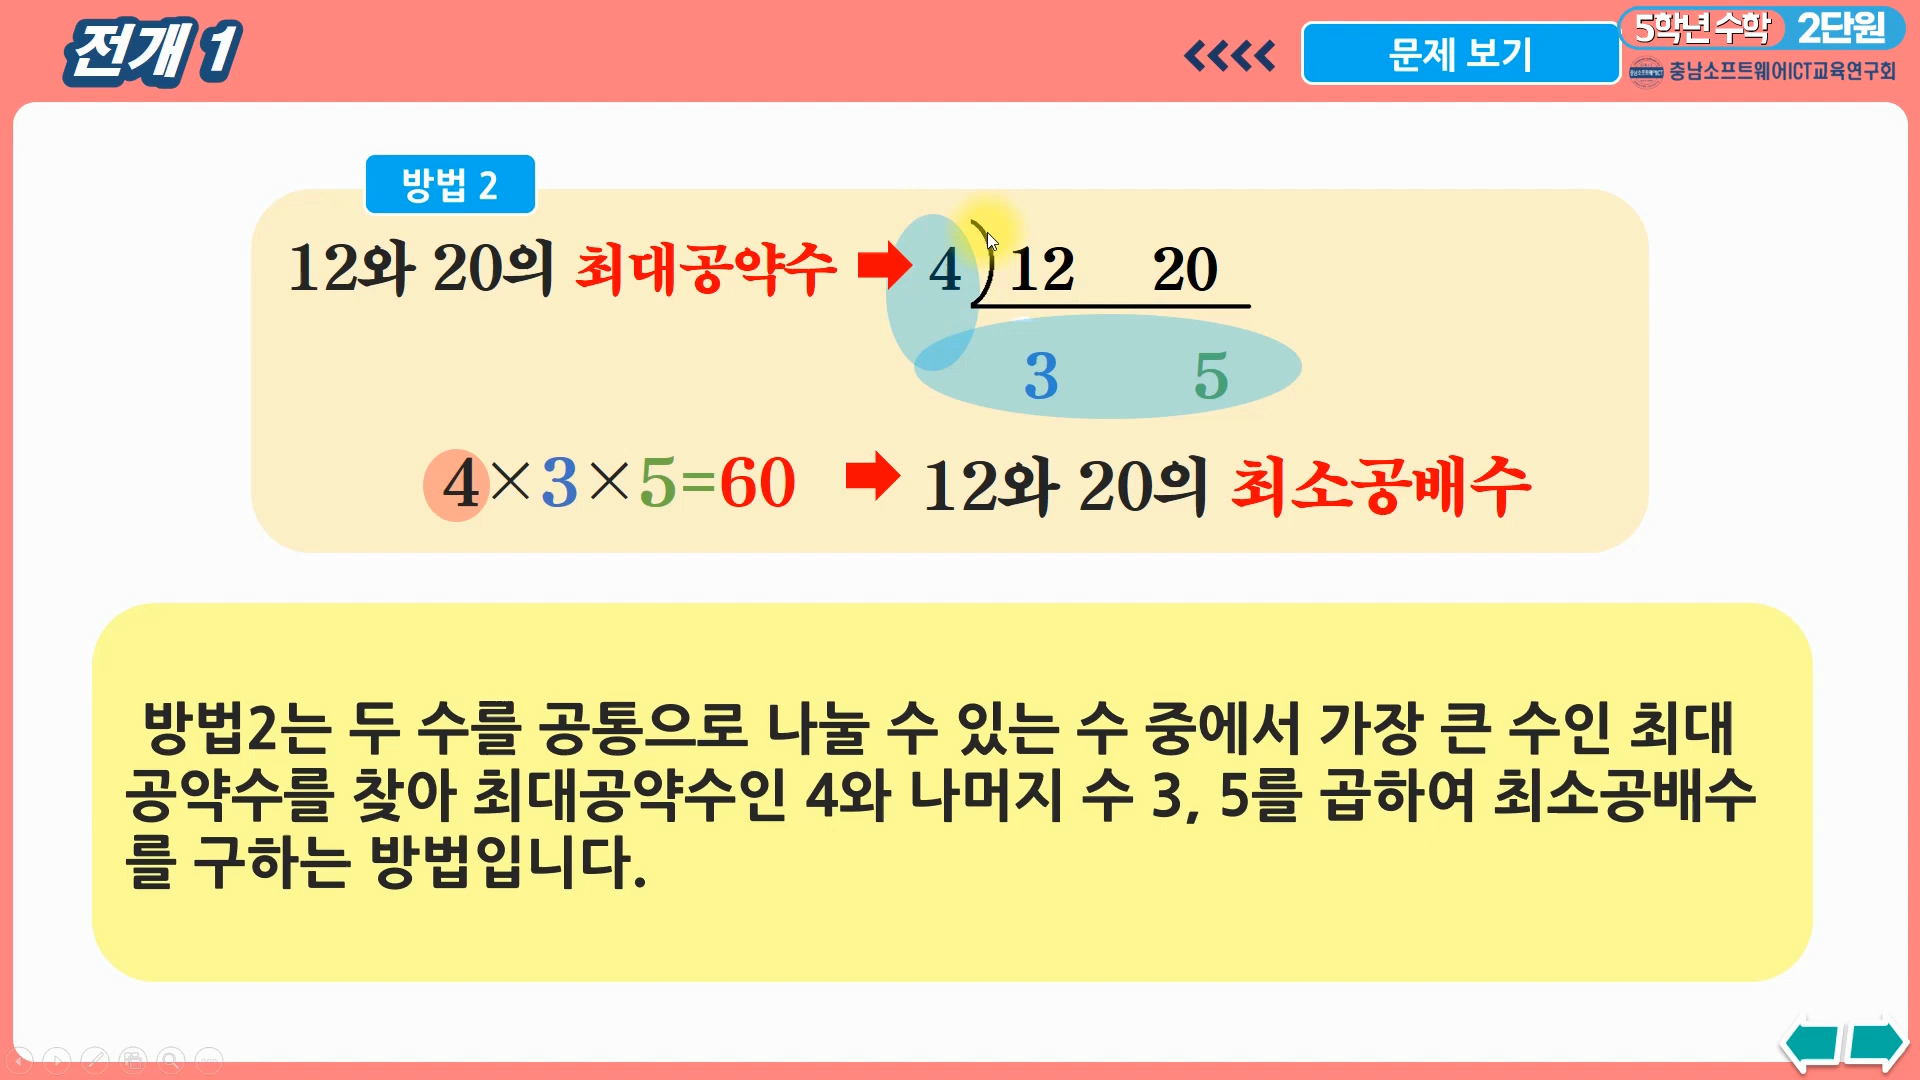 전개 1
문제 보기
5학년 수학 2단원
충남소프트웨어ICT교육연구회
방법 2
12와 20의 최대공약수 4 12 20
3 5
4×3×5=60 12와 20의 최소공배수
방법2는 두 수를 공통으로 나눌 수 있는 수 중에서 가장 큰 수인 최대
공약수를 찾아 최대공약수인 4와 나머지 수 3, 5를 곱하여 최소공배수
를 구하는 방법입니다.